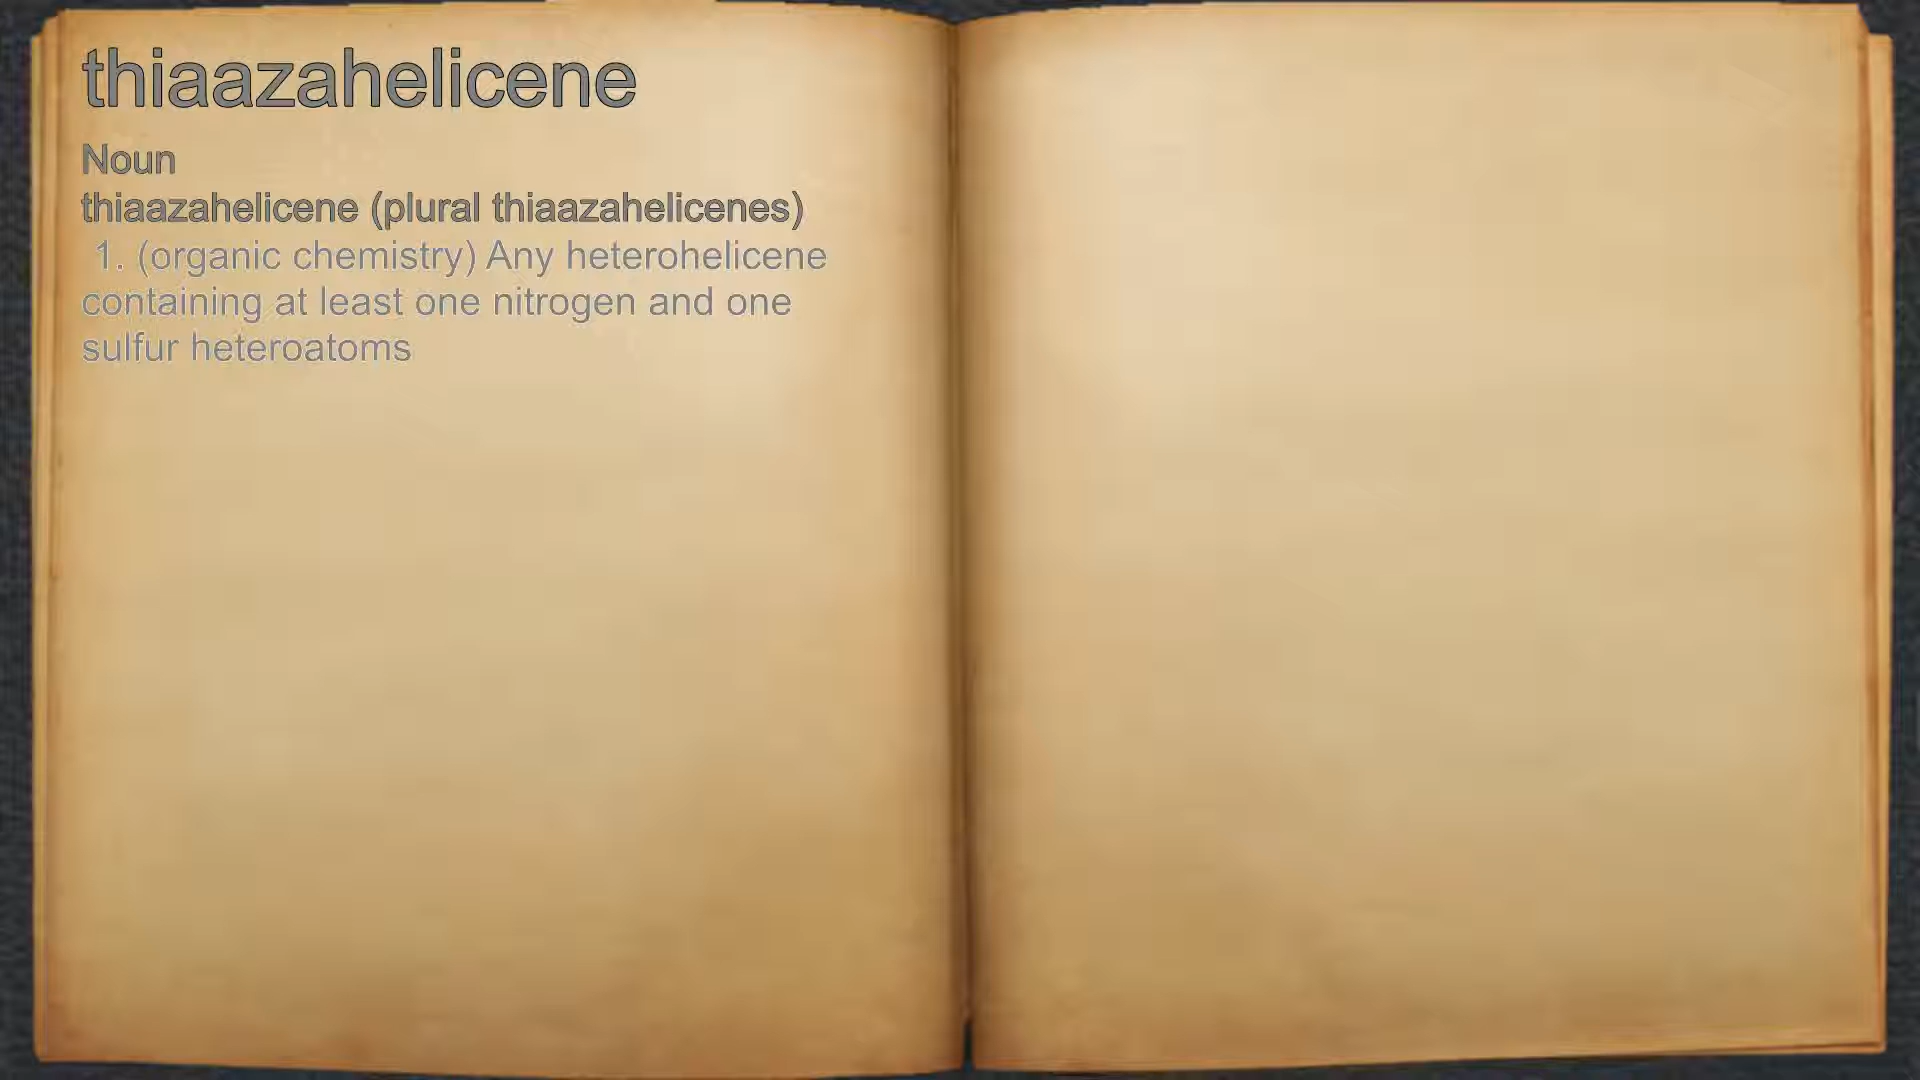 thiaazahelicene
Noun
thiaazahelicene (plural thiaazahelicenes)
1. (organic chemistry) Any heterohelicene
containing at least one nitrogen and one
sulfur heteroatoms